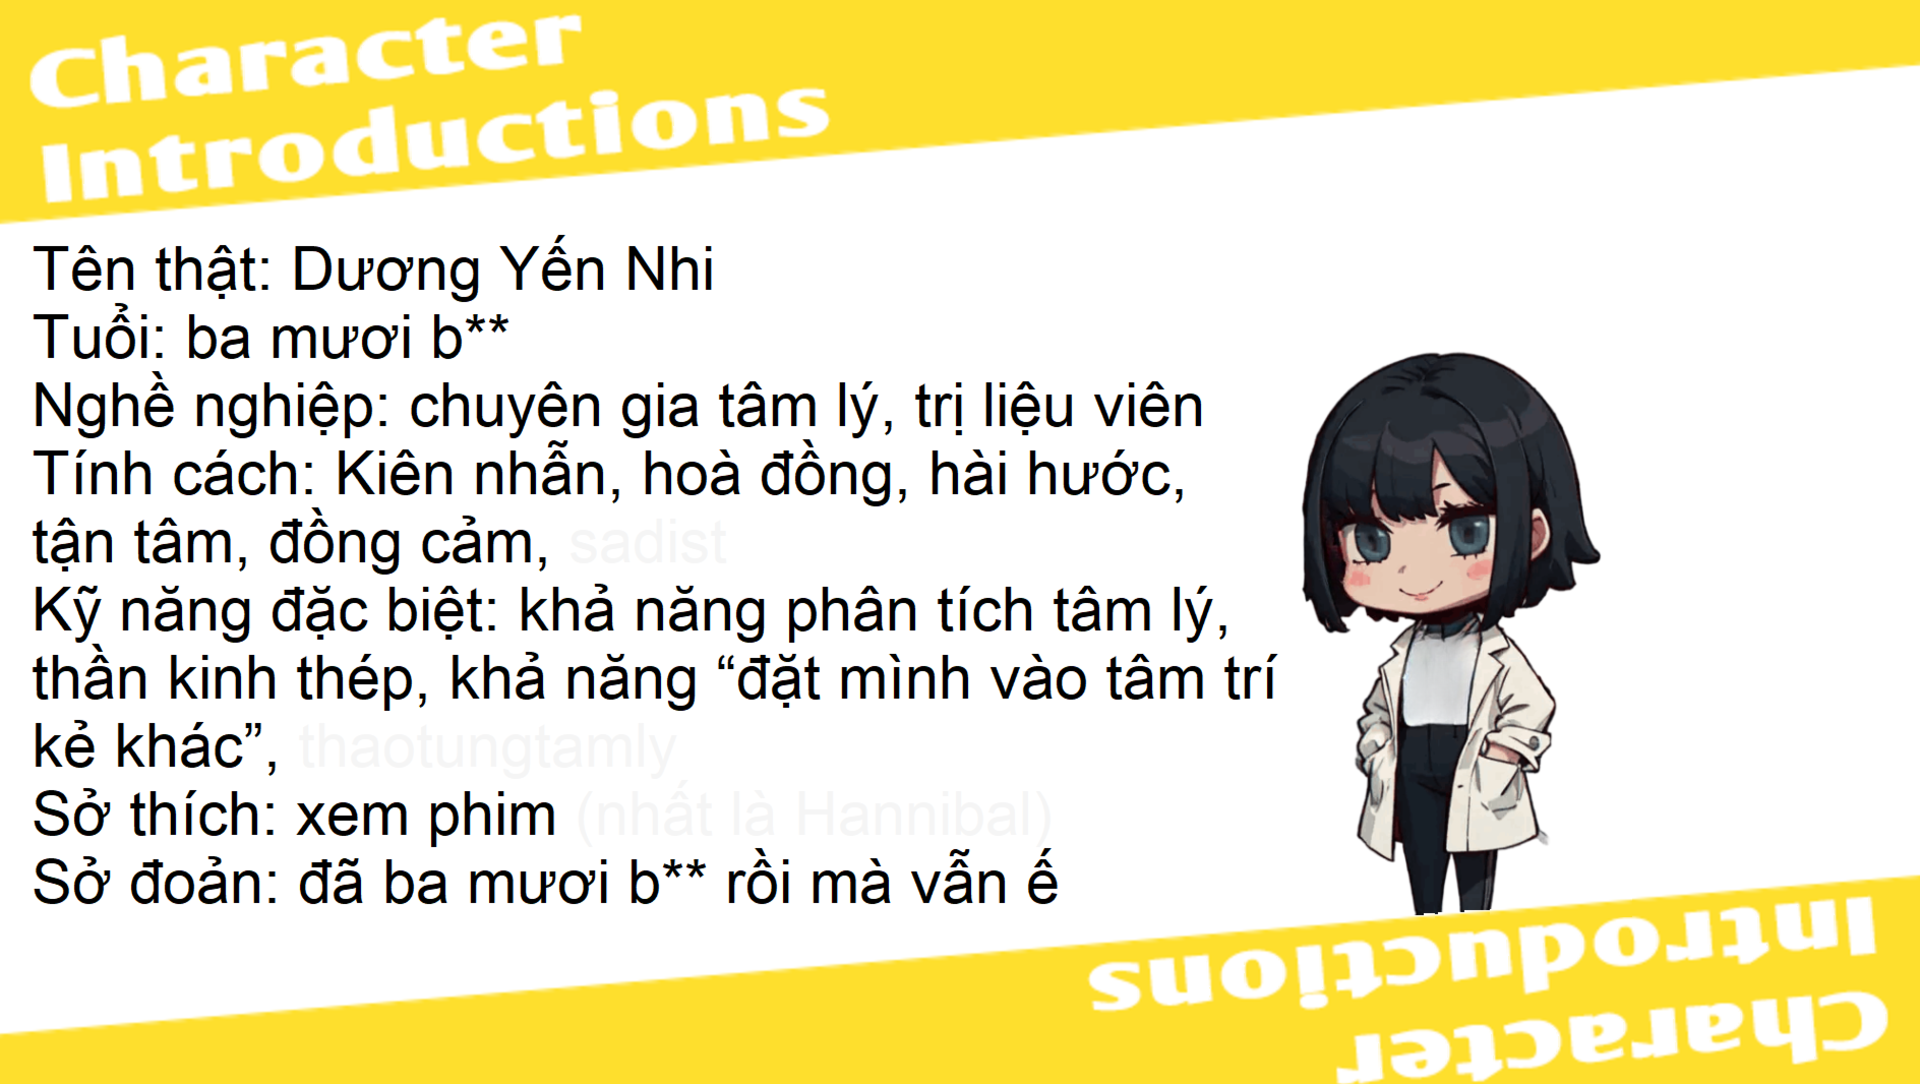 Character
Introductions
Tên thật: Dương Yến Nhi
Tuổi: ba mươi b**
Nghề nghiệp: chuyên gia tâm lý, trị liệu viên
Tính cách: Kiên nhẫn, hoà đồng, hài hước,
tận tâm, đồng cảm, sadist
Kỹ năng đặc biệt: khả năng phân tích tâm lý,
thần kinh thép, khả năng “đặt mình vào tâm trí
kẻ khác”, thaotungtamly
Sở thích: xem phim (nhất là Hannibal)
Sở đoản: đã ba mươi b** rồi mà vẫn ế
Character
Introductions